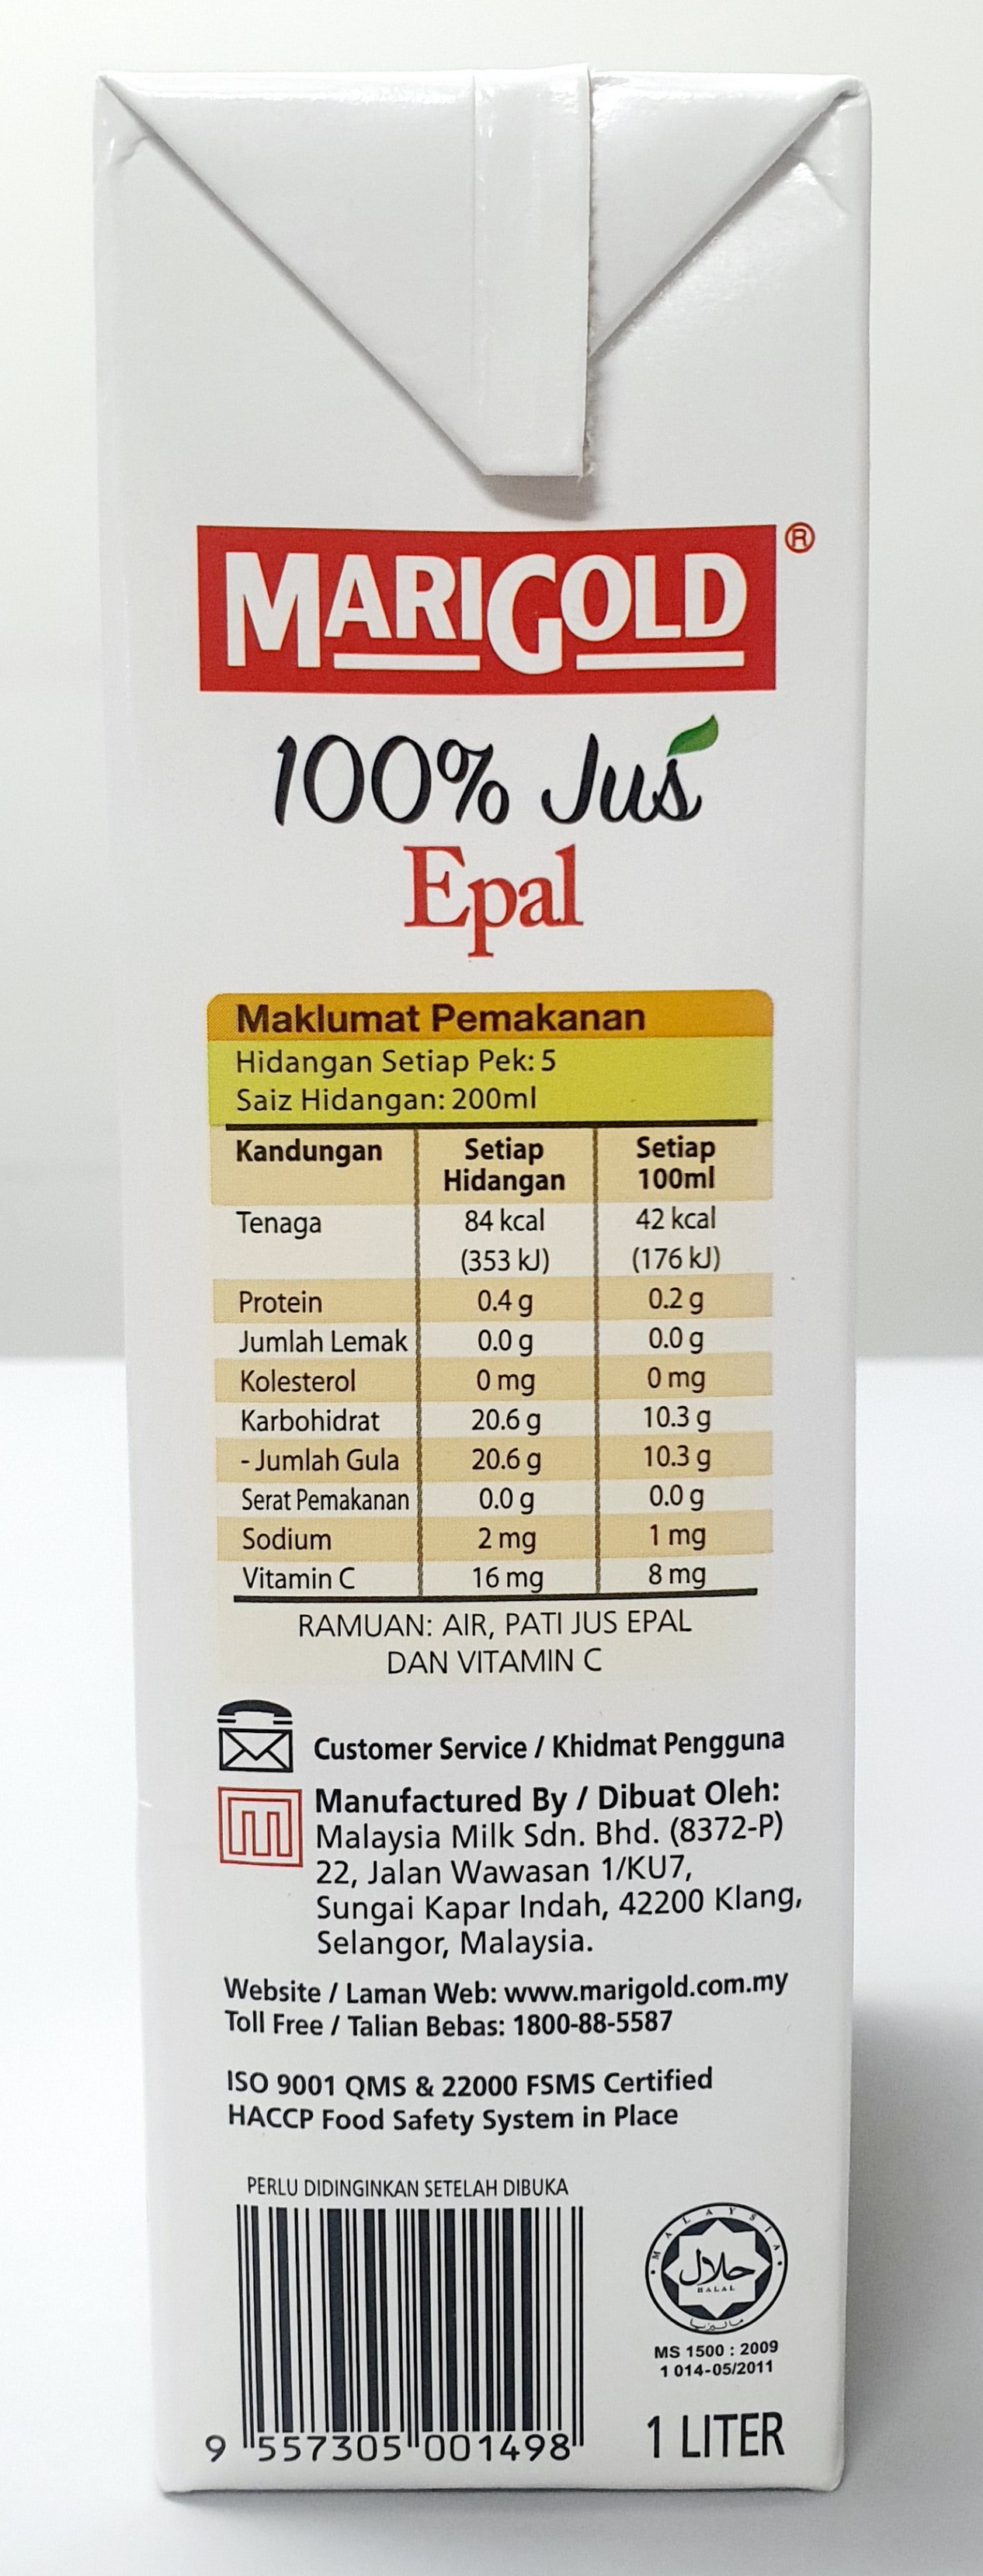 MARIGOLD®
100% Jus
Epal
Maklumat Pemakanan
Hidangan Setiap Pek: 5
Saiz Hidangan: 200ml
Kandungan Setiap Hidangan Setiap 100ml
Tenaga 84 kcal 42 kcal
(353 kJ) (176 kJ)
Protein 0.4 g 0.2 g
Jumlah Lemak 0.0 g 0.0 g
Kolesterol 0 mg 0 mg
Karbohidrat 20.6 g 10.3 g
- Jumlah Gula 20.6 g 10.3 g
Serat Pemakanan 0.0 g 0.0 g
Sodium 2 mg 1 mg
Vitamin C 16 mg 8 mg
RAMUAN: AIR, PATI JUS EPAL
DAN VITAMIN C
Customer Service / Khidmat Pengguna
Manufactured By / Dibuat Oleh:
Malaysia Milk Sdn. Bhd. (8372-P)
22, Jalan Wawasan 1/KU7,
Sungai Kapar Indah, 42200 Klang,
Selangor, Malaysia.
Website / Laman Web: www.marigold.com.my
Toll Free / Talian Bebas: 1800-88-5587
ISO 9001 QMS & 22000 FSMS Certified
HACCP Food Safety System in Place
PERLU DIDINGINKAN SETELAH DIBUKA
MALAYSIA
حلال
HALAL
ماليزيا
MS 1500 : 2009
1 014-05/2011
9 557305 001498
1 LITER